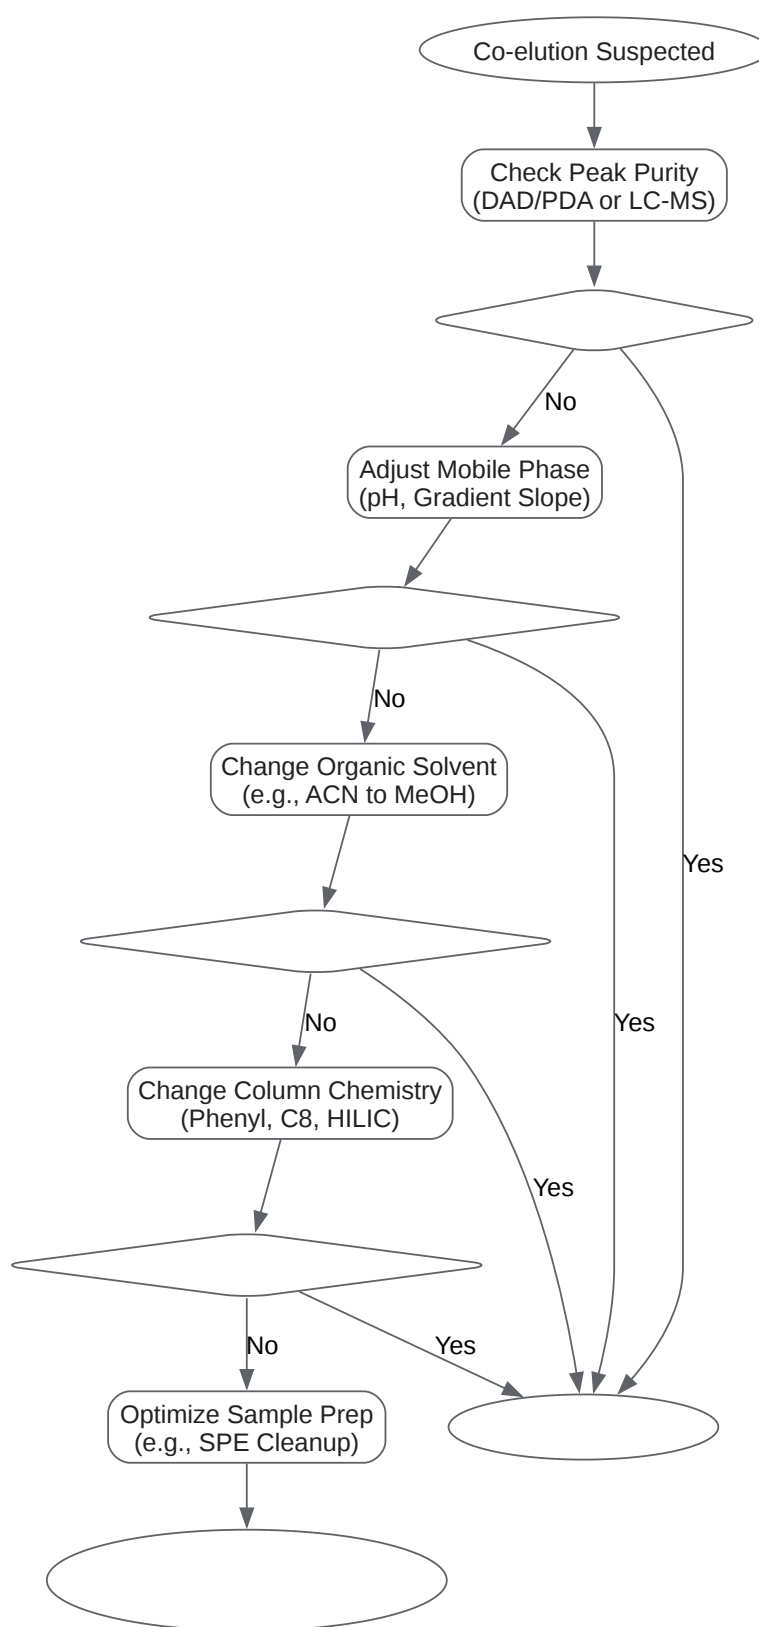 Co-elution Suspected
Check Peak Purity
(DAD/PDA or LC-MS)
No
Adjust Mobile Phase
(pH, Gradient Slope)
No
Change Organic Solvent
(e.g., ACN to MeOH)
Yes
No
Yes
Change Column Chemistry
(Phenyl, C8, HILIC)
Yes
No
Yes
Optimize Sample Prep
(e.g., SPE Cleanup)